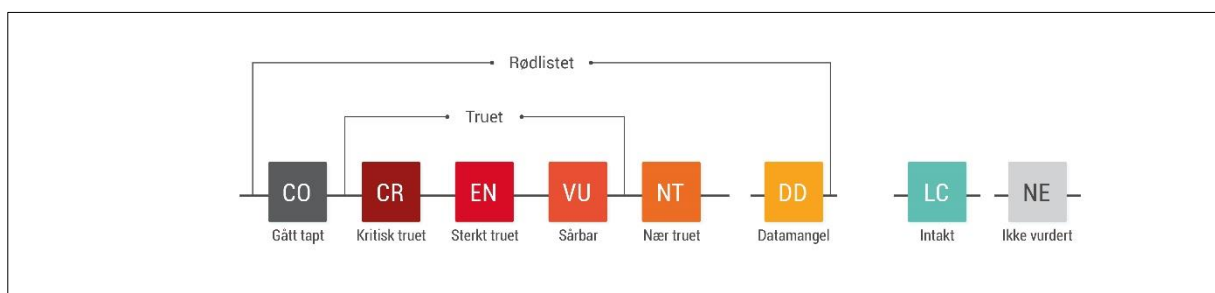 Rødlistet
Truet
CO CR EN VU NT DD LC NE
Gått tapt Kritisk truet Sterkt truet Sårbar Nær truet Datamangel Intakt Ikke vurdert